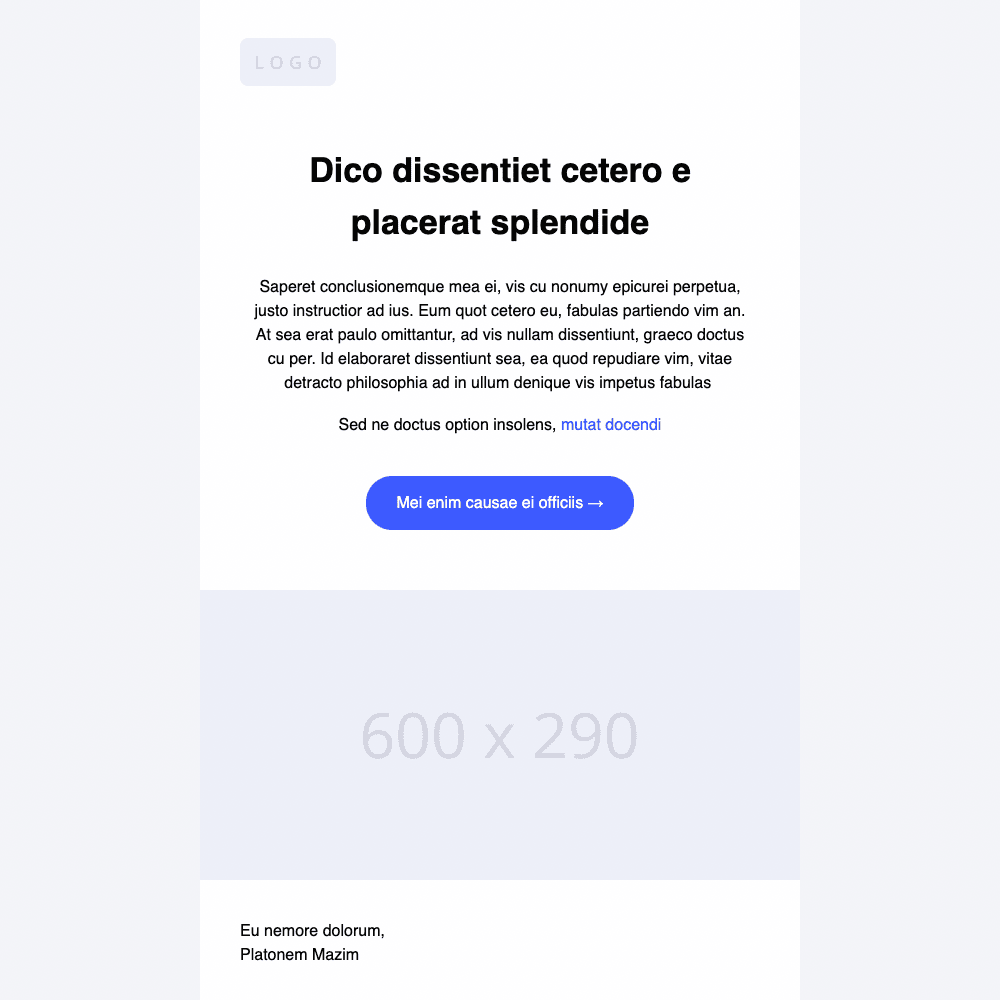 LOGO
Dico dissentiet cetero e
placerat splendide
Saperet conclusionemque mea ei, vis cu nonumy epicurei perpetua,
justo instructior ad ius. Eum quot cetero eu, fabulas partiendo vim an.
At sea erat paulo omittantur, ad vis nullam dissentiunt, graeco doctus
cu per. Id elaboraret dissentiunt sea, ea quod repudiare vim, vitae
detracto philosophia ad in ullum denique vis impetus fabulas
Sed ne doctus option insolens, mutat docendi
Mei enim causae ei officiis →
600 x 290
Eu nemore dolorum,
Platonem Mazim